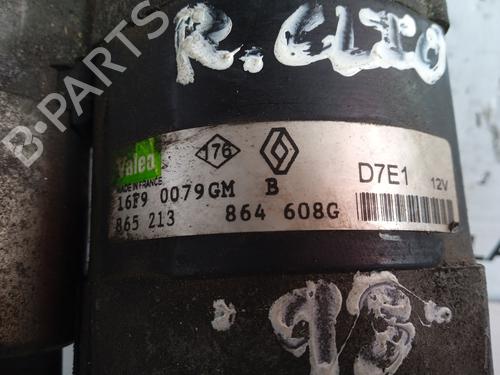 B-PARTS
R. CLIO
Valeo
176
MADE IN FRANCE
D7E1
12V
16F9 0079GM B
865 213
864 608G
98